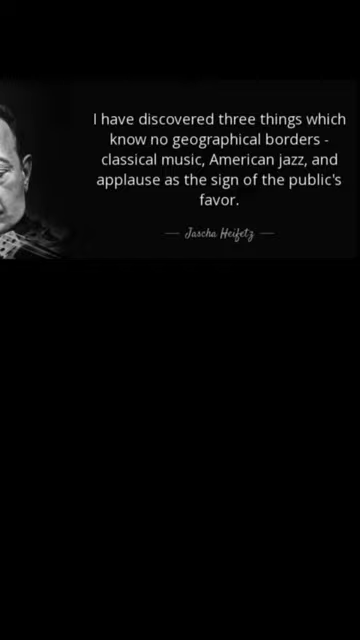 I have discovered three things which
know no geographical borders -
classical music, American jazz, and
applause as the sign of the public's
favor.
— Jascha Heifetz —